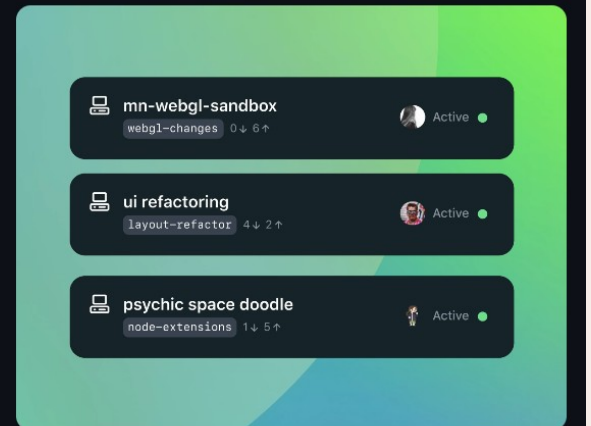 mn-webgl-sandbox
webgl-changes 0↓ 6↑
Active
ui refactoring
layout-refactor 4↓ 2↑
Active
psychic space doodle
node-extensions 1↓ 5↑
Active